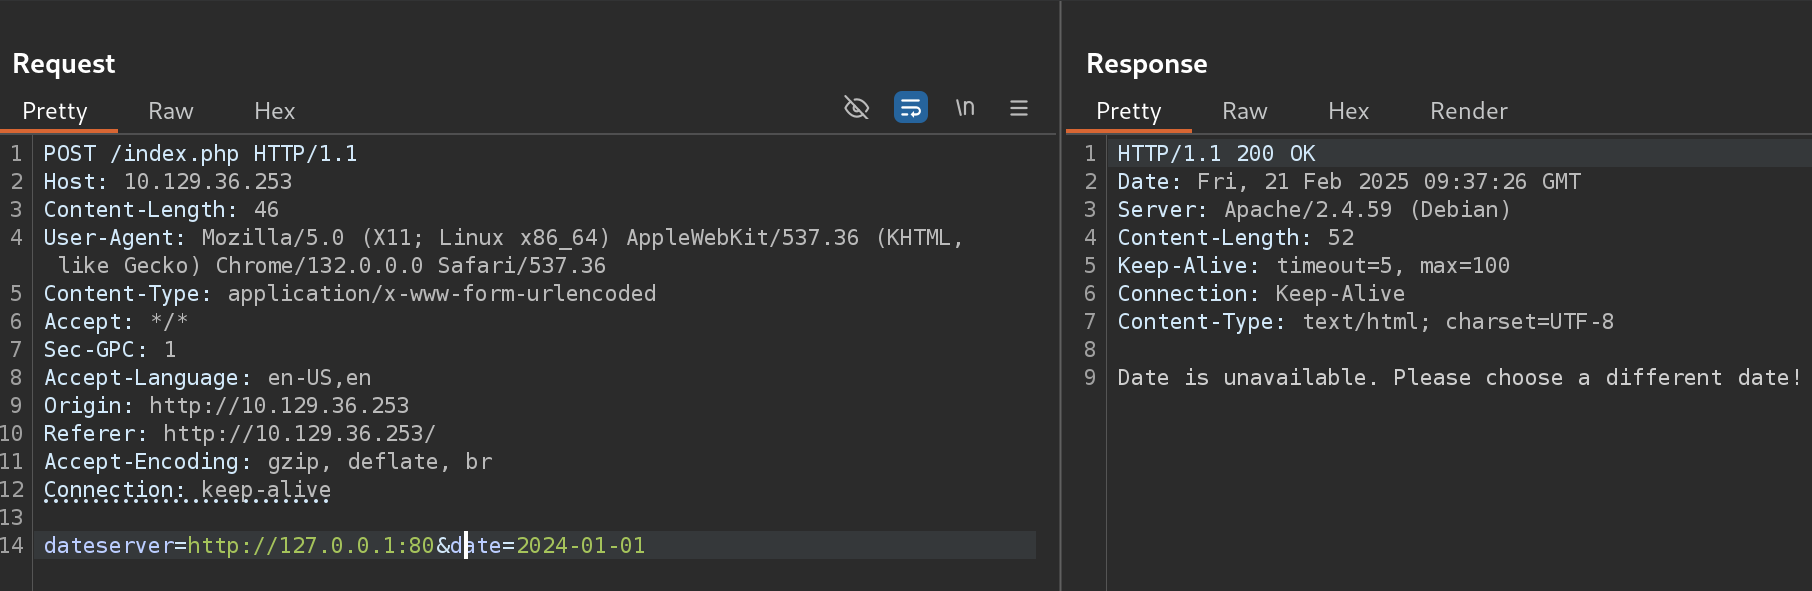 Request
Pretty Raw Hex \n
1 POST /index.php HTTP/1.1
2 Host: 10.129.36.253
3 Content-Length: 46
4 User-Agent: Mozilla/5.0 (X11; Linux x86_64) AppleWebKit/537.36 (KHTML,
like Gecko) Chrome/132.0.0.0 Safari/537.36
5 Content-Type: application/x-www-form-urlencoded
6 Accept: */*
7 Sec-GPC: 1
8 Accept-Language: en-US,en
9 Origin: http://10.129.36.253
10 Referer: http://10.129.36.253/
11 Accept-Encoding: gzip, deflate, br
12 Connection: keep-alive
13
14 dateserver=http://127.0.0.1:80&date=2024-01-01
Response
Pretty Raw Hex Render
1 HTTP/1.1 200 OK
2 Date: Fri, 21 Feb 2025 09:37:26 GMT
3 Server: Apache/2.4.59 (Debian)
4 Content-Length: 52
5 Keep-Alive: timeout=5, max=100
6 Connection: Keep-Alive
7 Content-Type: text/html; charset=UTF-8
8
9 Date is unavailable. Please choose a different date!